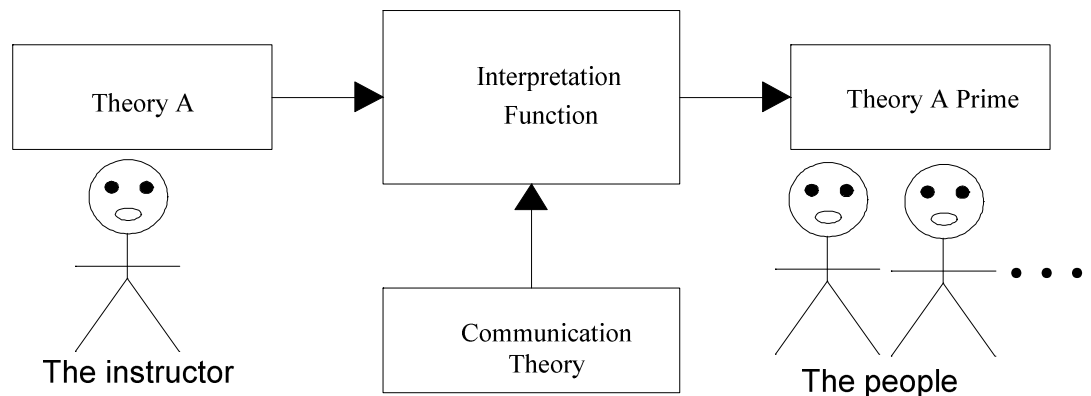 Theory A
Interpretation
Function
Theory A Prime
Communication
Theory
The instructor
The people